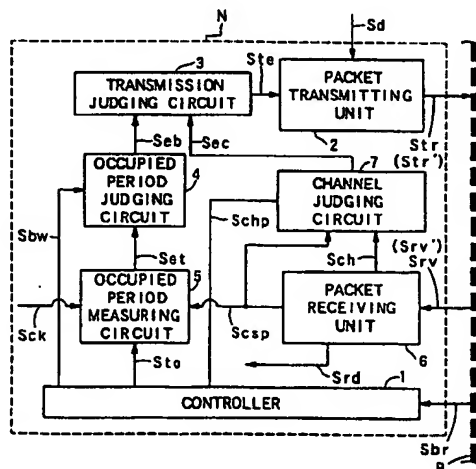 N
Sd
3
TRANSMISSION
JUDGING CIRCUIT
Ste
PACKET
TRANSMITTING
UNIT
2
Str
(Str')
Seb
Sec
7
OCCUPIED
PERIOD
JUDGING
CIRCUIT
4
CHANNEL
JUDGING
CIRCUIT
Schp
Sbw
Set
Sch
(Srv')
Srv
5
OCCUPIED
PERIOD
MEASURING
CIRCUIT
PACKET
RECEIVING
UNIT
6
Sck
Scsp
Sto
Srd
1
CONTROLLER
Sbr
B